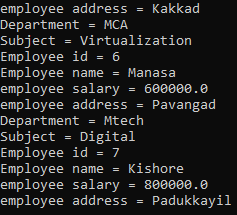 employee address = Kakkad
Department = MCA
Subject = Virtualization
Employee id = 6
Employee name = Manasa
employee salary = 600000.0
employee address = Pavangad
Department = Mtech
Subject = Digital
Employee id = 7
Employee name = Kishore
employee salary = 800000.0
employee address = Padukkayil